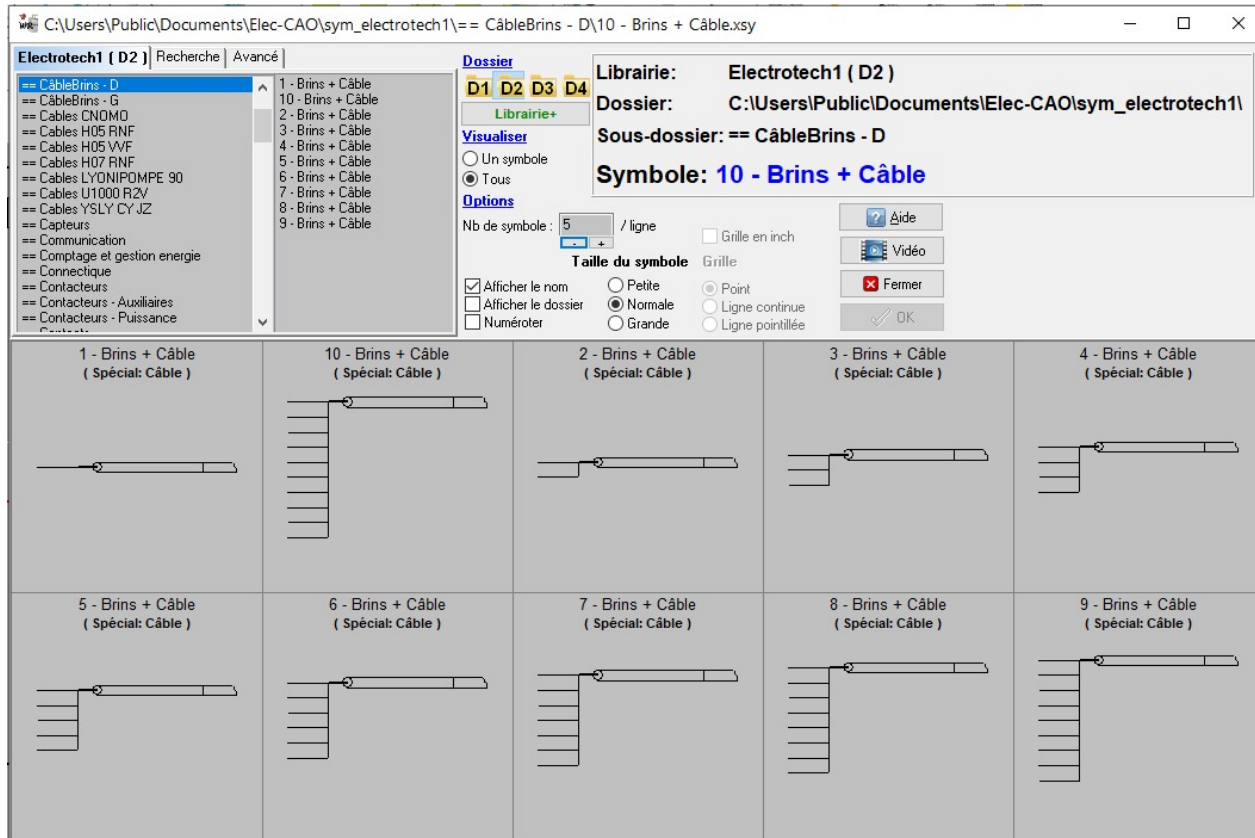 C:\Users\Public\Documents\Elec-CAO\sym_electrotech1\== CâbleBrins - D\10 - Brins + Câble.xsy
Electrotech1 ( D2 ) Recherche Avancé
== CâbleBrins - D
== CâbleBrins - G
== Cables CNOMO
== Cables H05 RNF
== Cables H05 VVF
== Cables H07 RNF
== Cables LYONIPOMPE 90
== Cables U1000 R2V
== Cables YSLY CY JZ
== Capteurs
== Communication
== Comptage et gestion energie
== Connectique
== Contacteurs
== Contacteurs - Auxiliaires
== Contacteurs - Puissance
1 - Brins + Câble
10 - Brins + Câble
2 - Brins + Câble
3 - Brins + Câble
4 - Brins + Câble
5 - Brins + Câble
6 - Brins + Câble
7 - Brins + Câble
8 - Brins + Câble
9 - Brins + Câble
Dossier
D1 D2 D3 D4
Librairie+
Visualiser
Un symbole
Tous
Options
Nb de symbole : 5 / ligne
- +
Afficher le nom
Afficher le dossier
Numéroter
Taille du symbole
Petite
Normale
Grande
Grille en inch
Grille
Point
Ligne continue
Ligne pointillée
Librairie: Electrotech1 ( D2 )
Dossier: C:\Users\Public\Documents\Elec-CAO\sym_electrotech1\
Sous-dossier: == CâbleBrins - D
Symbole: 10 - Brins + Câble
Aide
Vidéo
Fermer
OK
1 - Brins + Câble
( Spécial: Câble )
10 - Brins + Câble
( Spécial: Câble )
2 - Brins + Câble
( Spécial: Câble )
3 - Brins + Câble
( Spécial: Câble )
4 - Brins + Câble
( Spécial: Câble )
5 - Brins + Câble
( Spécial: Câble )
6 - Brins + Câble
( Spécial: Câble )
7 - Brins + Câble
( Spécial: Câble )
8 - Brins + Câble
( Spécial: Câble )
9 - Brins + Câble
( Spécial: Câble )